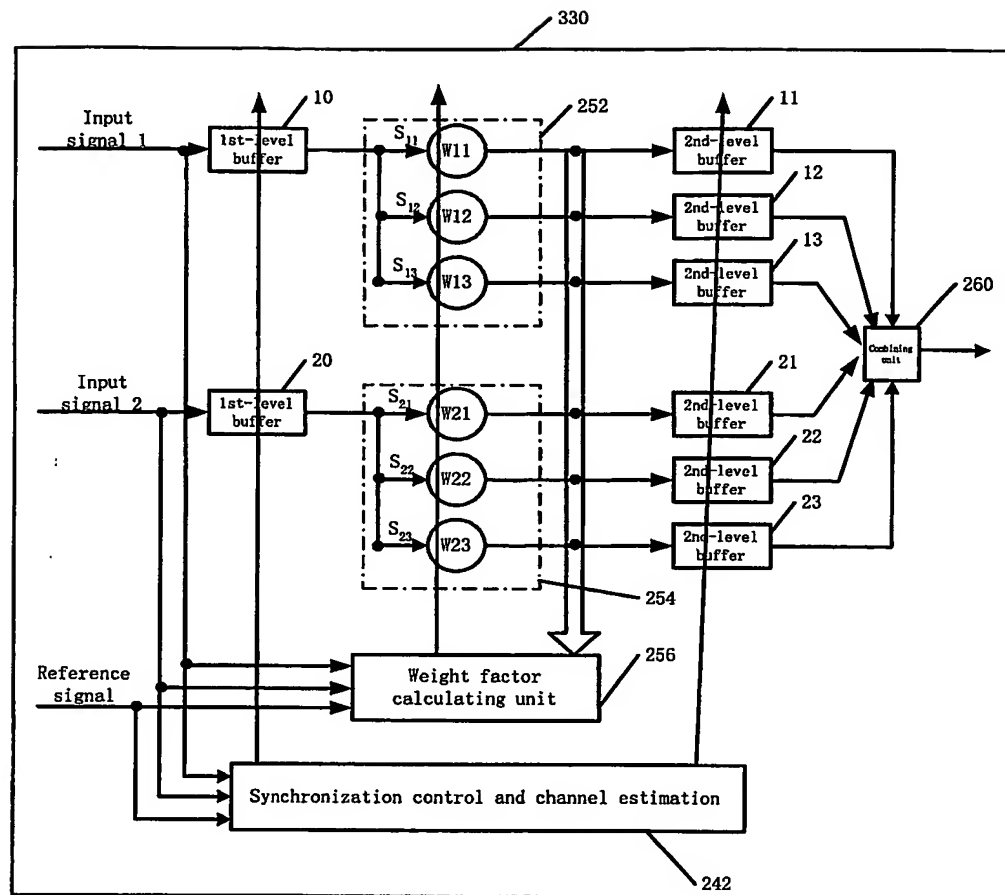 330
Input
signal 1
10
1st-level
buffer
S11
W11
252
11
2nd-level
buffer
S12
W12
12
2nd-level
buffer
S13
W13
13
2nd-level
buffer
260
Combining
unit
Input
signal 2
20
1st-level
buffer
S21
W21
21
2nd-level
buffer
S22
W22
22
2nd-level
buffer
S23
W23
23
2nd-level
buffer
254
Reference
signal
Weight factor
calculating unit
256
Synchronization control and channel estimation
242